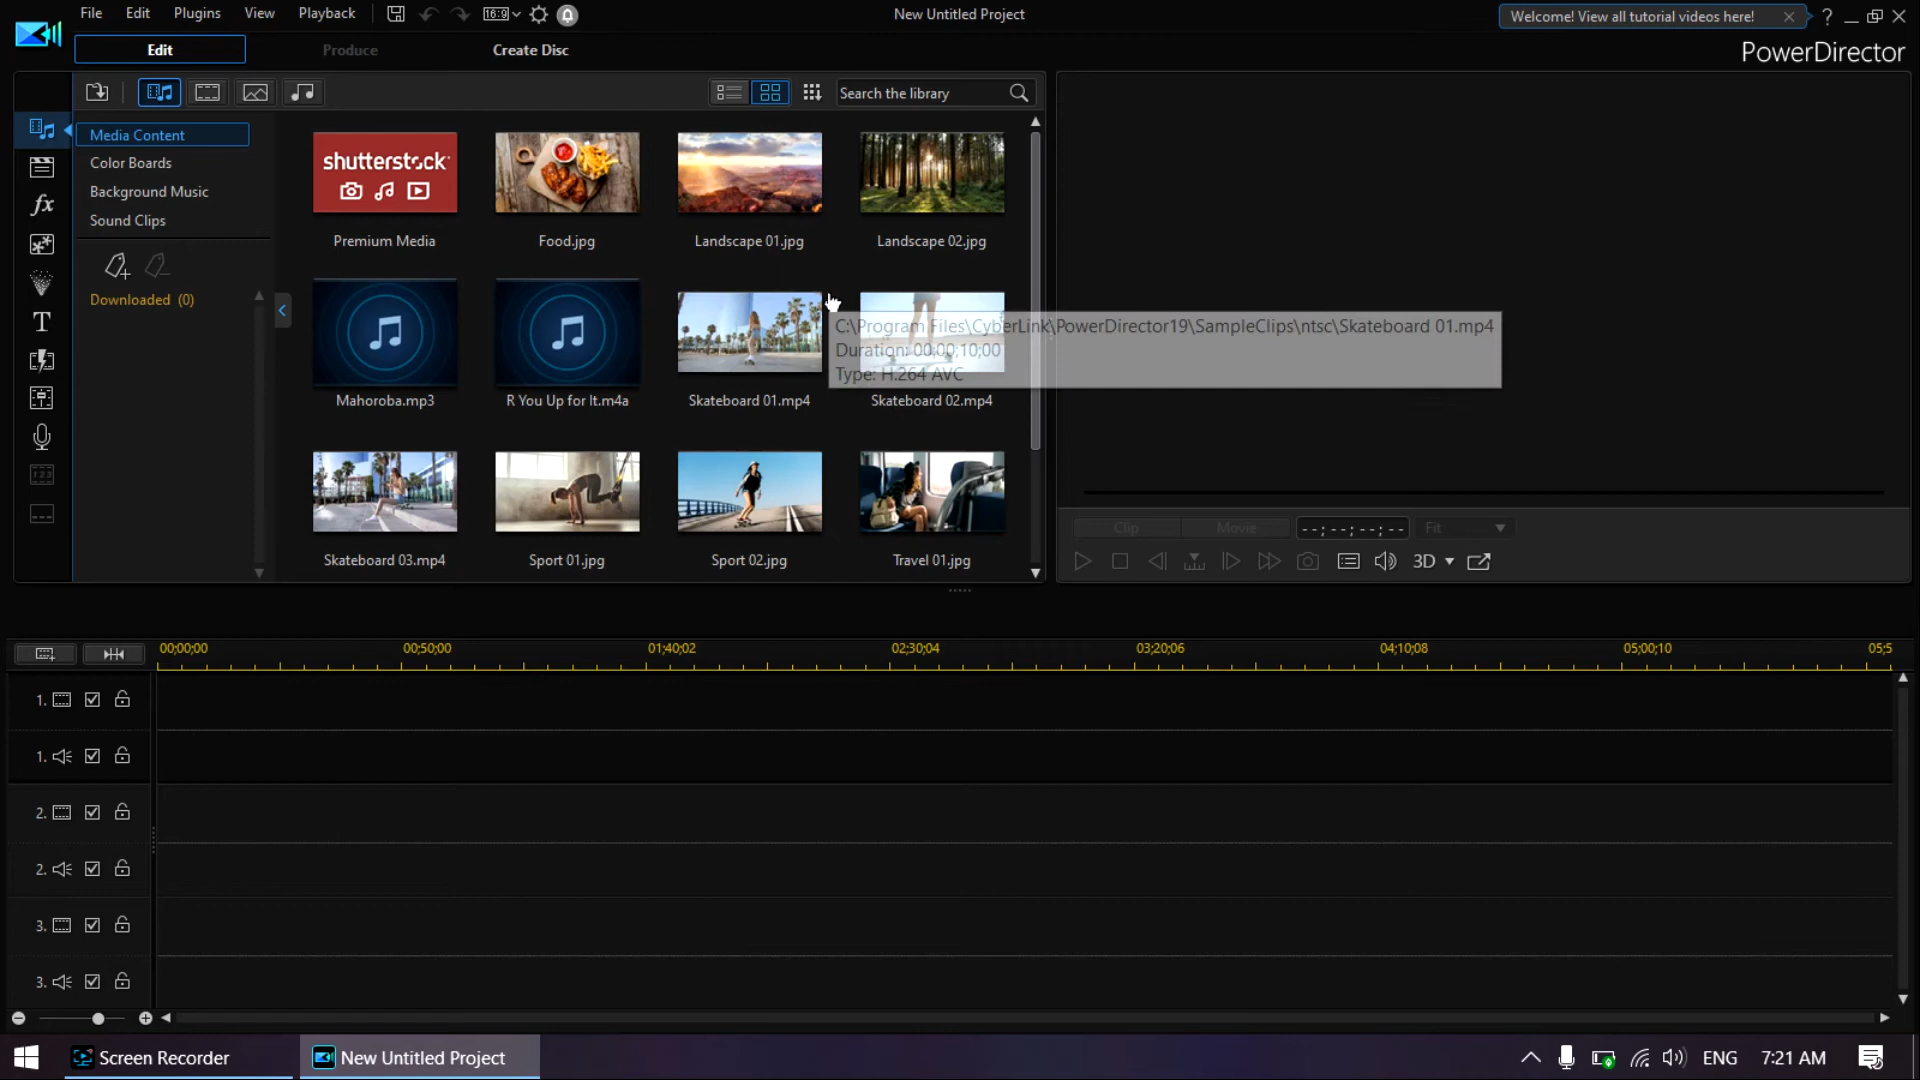 File Edit Plugins View Playback
16:9
New Untitled Project
Welcome! View all tutorial videos here!
?
Edit Produce Create Disc
PowerDirector
Search the library
Media Content
Color Boards
Background Music
Sound Clips
Downloaded (0)
fx
T
123
shutterstock
Premium Media Food.jpg Landscape 01.jpg Landscape 02.jpg
C:\Program Files\CyberLink\PowerDirector19\SampleClips\ntsc\Skateboard 01.mp4
Duration: 00;00;10;00
Type: H.264 AVC
Mahoroba.mp3 R You Up for It.m4a Skateboard 01.mp4 Skateboard 02.mp4
Skateboard 03.mp4 Sport 01.jpg Sport 02.jpg Travel 01.jpg
Clip Movie --;--;--;-- Fit
3D
00;00;00 00;50;00 01;40;02 02;30;04 03;20;06 04;10;08 05;00;10 05;5
1.
1.
2.
2.
3.
3.
Screen Recorder New Untitled Project ENG 7:21 AM